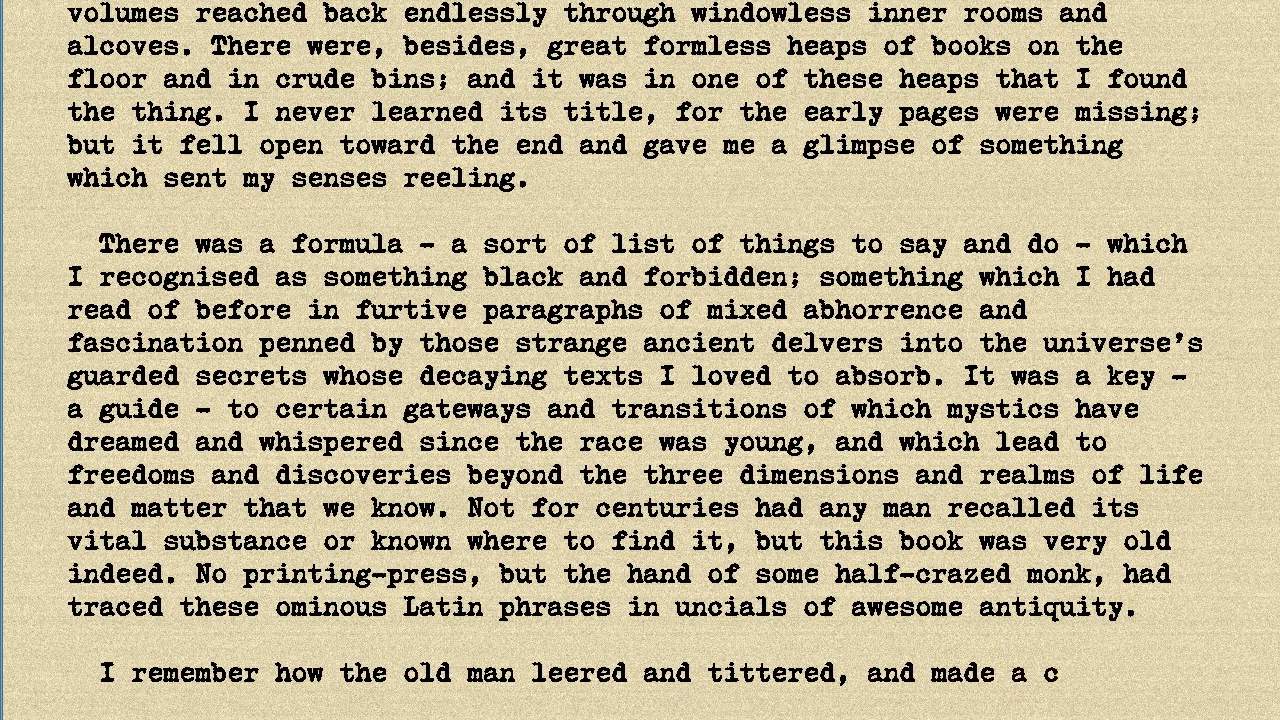 volumes reached back endlessly through windowless inner rooms and
alcoves. There were, besides, great formless heaps of books on the
floor and in crude bins; and it was in one of these heaps that I found
the thing. I never learned its title, for the early pages were missing;
but it fell open toward the end and gave me a glimpse of something
which sent my senses reeling.
There was a formula – a sort of list of things to say and do – which
I recognised as something black and forbidden; something which I had
read of before in furtive paragraphs of mixed abhorrence and
fascination penned by those strange ancient delvers into the universe’s
guarded secrets whose decaying texts I loved to absorb. It was a key –
a guide – to certain gateways and transitions of which mystics have
dreamed and whispered since the race was young, and which lead to
freedoms and discoveries beyond the three dimensions and realms of life
and matter that we know. Not for centuries had any man recalled its
vital substance or known where to find it, but this book was very old
indeed. No printing-press, but the hand of some half-crazed monk, had
traced these ominous Latin phrases in uncials of awesome antiquity.
I remember how the old man leered and tittered, and made a c